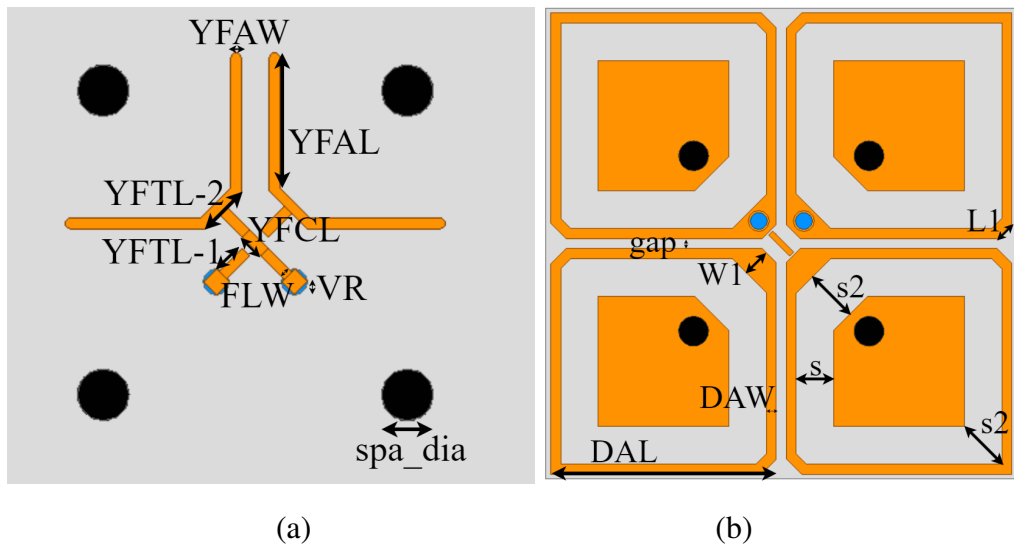 YFAW
YFAL
YFTL-2
YFCL
YFTL-1
FLW
VR
spa_dia
(a)
L1
gap
W1
s2
s
DAW
s2
DAL
(b)